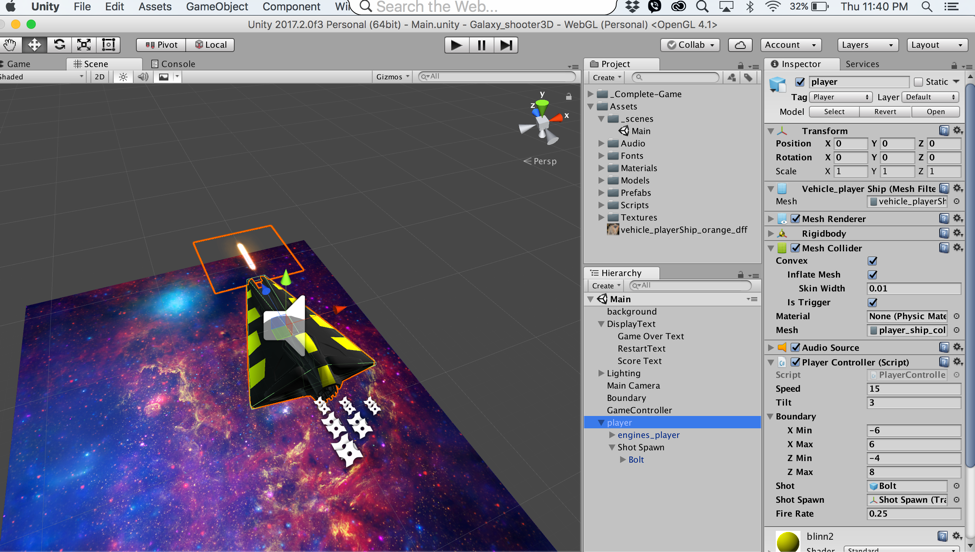 Unity File Edit Assets GameObject Component Search the Web... 32% Thu 11:40 PM
Unity 2017.2.0f3 Personal (64bit) - Main.unity - Galaxy_shooter3D - WebGL (Personal) <OpenGL 4.1>
Pivot Local Collab Account Layers Layout
Game Scene Console
Shaded 2D Gizmos All
y
z
x
Persp
Project
Create
_Complete-Game
Assets
_scenes
Main
Audio
Fonts
Materials
Models
Prefabs
Scripts
Textures
vehicle_playerShip_orange_dff
Hierarchy
Create All
Main
background
DisplayText
Game Over Text
RestartText
Score Text
Lighting
Main Camera
Boundary
GameController
player
engines_player
Shot Spawn
Bolt
Inspector Services
player Static
Tag Player Layer Default
Model Select Revert Open
Transform
Position X 0 Y 0 Z 0
Rotation X 0 Y 0 Z 0
Scale X 1 Y 1 Z 1
Vehicle_player Ship (Mesh Filte
Mesh vehicle_playerSh
Mesh Renderer
Rigidbody
Mesh Collider
Convex
Inflate Mesh
Skin Width 0.01
Is Trigger
Material None (Physic Mate
Mesh player_ship_col
Audio Source
Player Controller (Script)
Script PlayerControlle
Speed 15
Tilt 3
Boundary
X Min -6
X Max 6
Z Min -4
Z Max 8
Shot Bolt
Shot Spawn Shot Spawn (Tra
Fire Rate 0.25
blinn2
Shader Standard